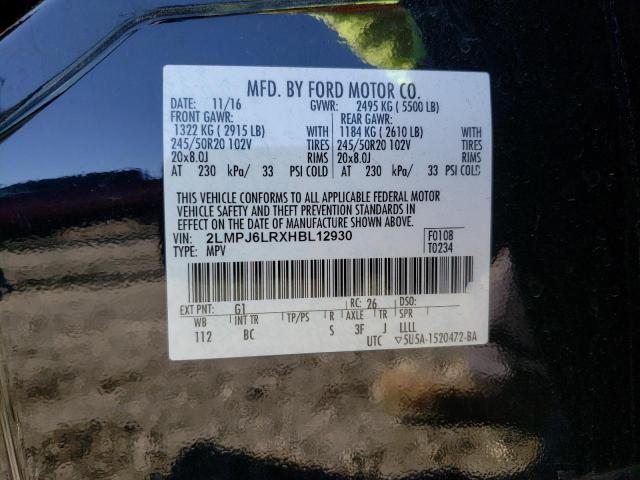 MFD. BY FORD MOTOR CO.
DATE: 11/16 GVWR: 2495 KG ( 5500 LB)
FRONT GAWR: REAR GAWR:
1322 KG ( 2915 LB) WITH 1184 KG ( 2610 LB) WITH
245/50R20 102V TIRES 245/50R20 102V TIRES
20x8.0J RIMS 20x8.0J RIMS
AT 230 kPa/ 33 PSI COLD AT 230 kPa/ 33 PSI COLD
THIS VEHICLE CONFORMS TO ALL APPLICABLE FEDERAL MOTOR
VEHICLE SAFETY AND THEFT PREVENTION STANDARDS IN
EFFECT ON THE DATE OF MANUFACTURE SHOWN ABOVE.
VIN: 2LMPJ6LRXHBL12930 F0108
TYPE: MPV T0234
EXT PNT: G1 RC: 26 DSO:
WB INT TR TP/PS R AXLE TR SPR
112 BC S 3F J LLLL
UTC ▽5U5A-1520472-BA